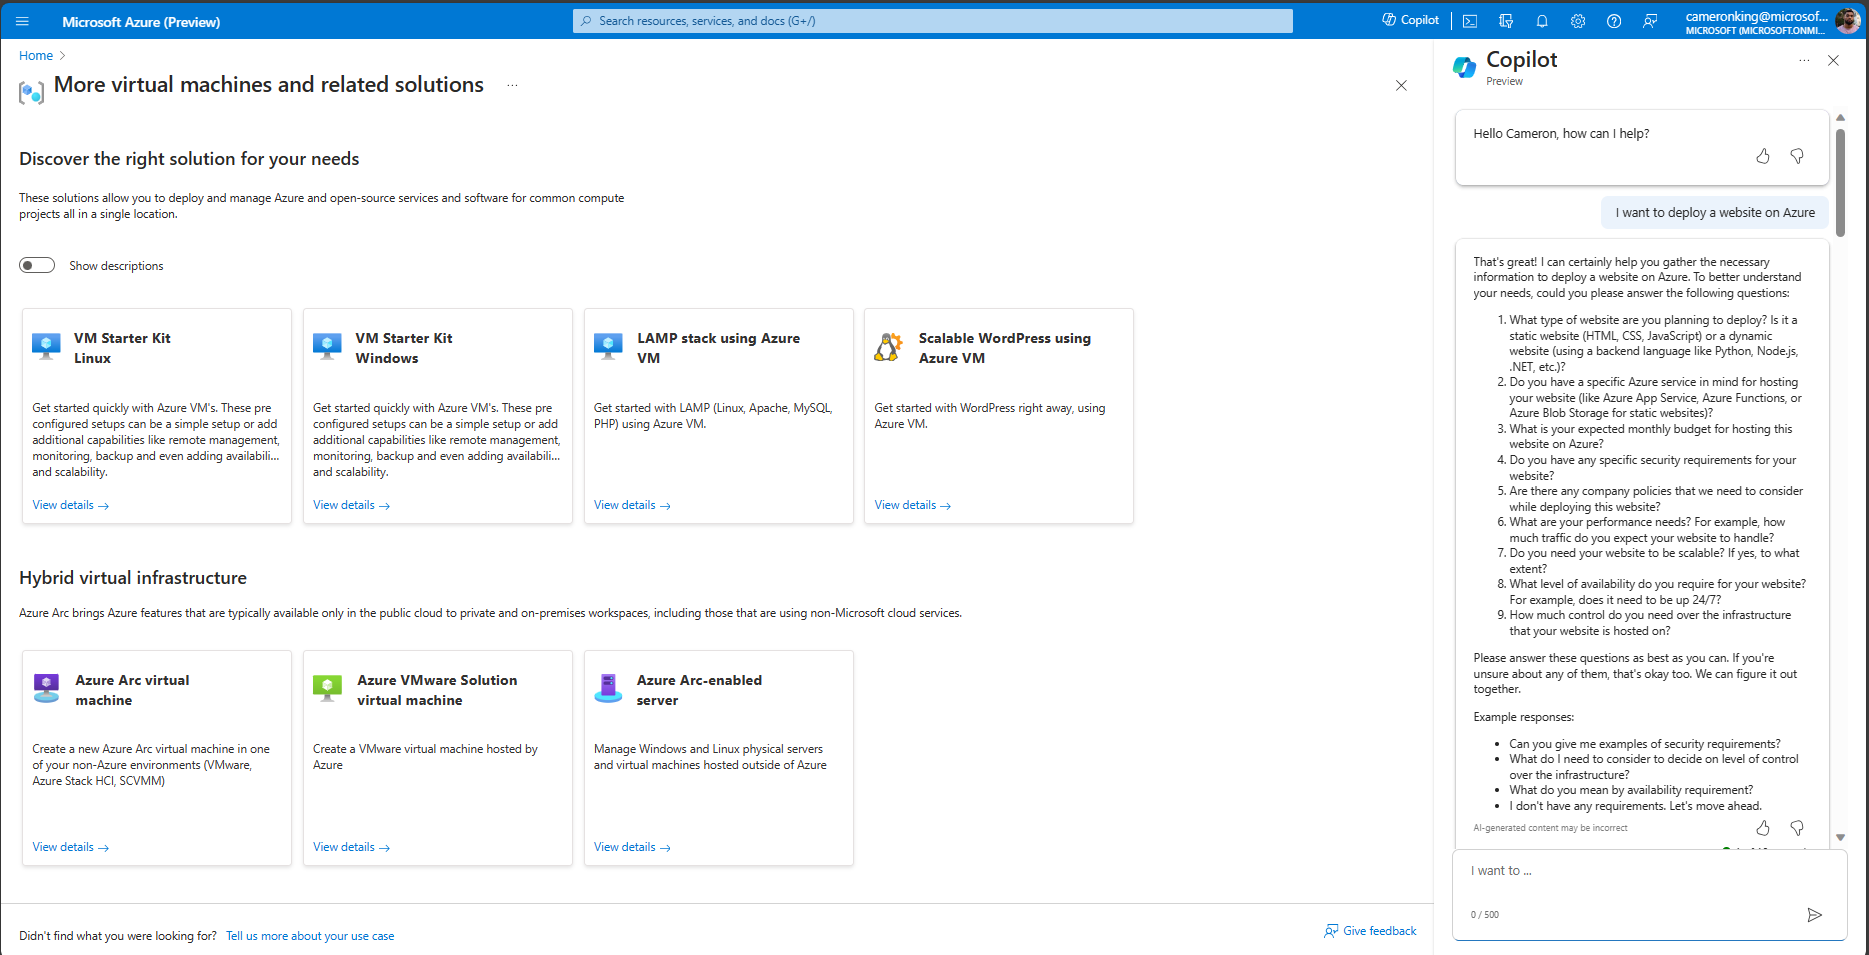 Microsoft Azure (Preview)
Search resources, services, and docs (G+/)
Copilot
cameronking@microsof...
MICROSOFT (MICROSOFT.ONMI...
Home
More virtual machines and related solutions
...
Discover the right solution for your needs
These solutions allow you to deploy and manage Azure and open-source services and software for common compute
projects all in a single location.
Show descriptions
VM Starter Kit
Linux
Get started quickly with Azure VM's. These pre
configured setups can be a simple setup or add
additional capabilities like remote management,
monitoring, backup and even adding availabili...
and scalability.
View details →
VM Starter Kit
Windows
Get started quickly with Azure VM's. These pre
configured setups can be a simple setup or add
additional capabilities like remote management,
monitoring, backup and even adding availabili...
and scalability.
View details →
LAMP stack using Azure
VM
Get started with LAMP (Linux, Apache, MySQL,
PHP) using Azure VM.
View details →
Scalable WordPress using
Azure VM
Get started with WordPress right away, using
Azure VM.
View details →
Hybrid virtual infrastructure
Azure Arc brings Azure features that are typically available only in the public cloud to private and on-premises workspaces, including those that are using non-Microsoft cloud services.
Azure Arc virtual
machine
Create a new Azure Arc virtual machine in one
of your non-Azure environments (VMware,
Azure Stack HCI, SCVMM)
View details →
Azure VMware Solution
virtual machine
Create a VMware virtual machine hosted by
Azure
View details →
Azure Arc-enabled
server
Manage Windows and Linux physical servers
and virtual machines hosted outside of Azure
View details →
Didn't find what you were looking for? Tell us more about your use case
Give feedback
Copilot
Preview
...
Hello Cameron, how can I help?
I want to deploy a website on Azure
That's great! I can certainly help you gather the necessary
information to deploy a website on Azure. To better understand
your needs, could you please answer the following questions:
1. What type of website are you planning to deploy? Is it a
static website (HTML, CSS, JavaScript) or a dynamic
website (using a backend language like Python, Node.js,
.NET, etc.)?
2. Do you have a specific Azure service in mind for hosting
your website (like Azure App Service, Azure Functions, or
Azure Blob Storage for static websites)?
3. What is your expected monthly budget for hosting this
website on Azure?
4. Do you have any specific security requirements for your
website?
5. Are there any company policies that we need to consider
while deploying this website?
6. What are your performance needs? For example, how
much traffic do you expect your website to handle?
7. Do you need your website to be scalable? If yes, to what
extent?
8. What level of availability do you require for your website?
For example, does it need to be up 24/7?
9. How much control do you need over the infrastructure
that your website is hosted on?
Please answer these questions as best as you can. If you're
unsure about any of them, that's okay too. We can figure it out
together.
Example responses:
• Can you give me examples of security requirements?
• What do I need to consider to decide on level of control
over the infrastructure?
• What do you mean by availability requirement?
• I don't have any requirements. Let's move ahead.
AI-generated content may be incorrect
I want to ...
0 / 500